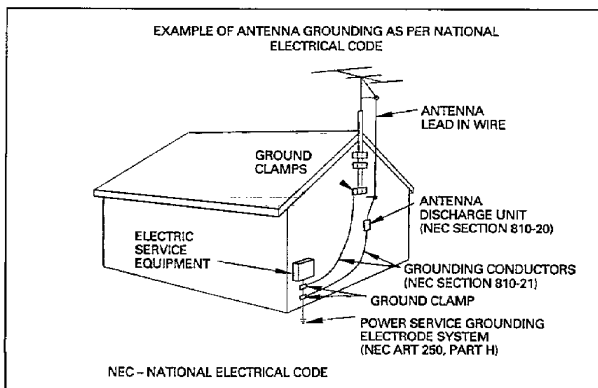 EXAMPLE OF ANTENNA GROUNDING AS PER NATIONAL
ELECTRICAL CODE
ANTENNA
LEAD IN WIRE
GROUND
CLAMPS
ANTENNA
DISCHARGE UNIT
(NEC SECTION 810-20)
ELECTRIC
SERVICE
EQUIPMENT
GROUNDING CONDUCTORS
(NEC SECTION 810-21)
GROUND CLAMP
POWER SERVICE GROUNDING
ELECTRODE SYSTEM
(NEC ART 250, PART H)
NEC – NATIONAL ELECTRICAL CODE